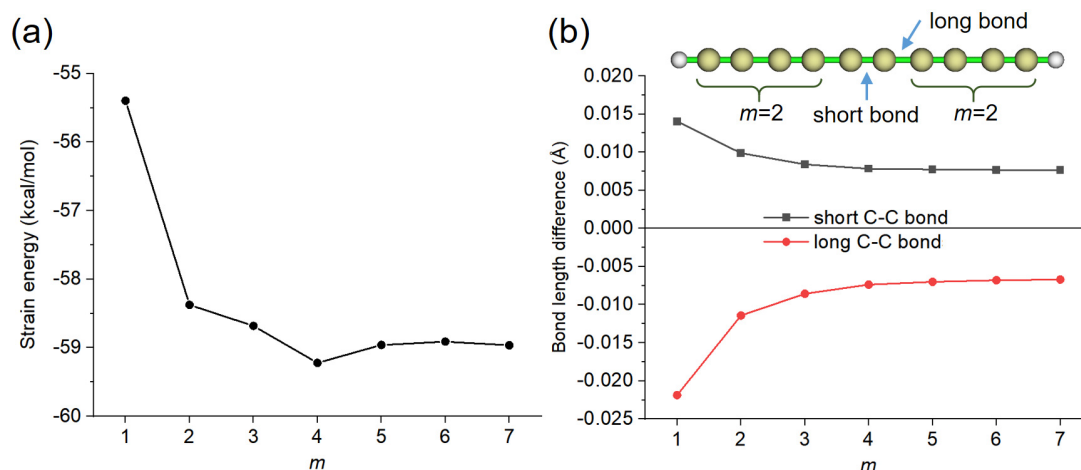 (a)
-55
-56
-57
-58
-59
-60
Strain energy (kcal/mol)
1 2 3 4 5 6 7
m
(b)
long bond
m=2
short bond
m=2
0.020
0.015
0.010
0.005
0.000
-0.005
-0.010
-0.015
-0.020
-0.025
Bond length difference (Å)
short C-C bond
long C-C bond
1 2 3 4 5 6 7
m